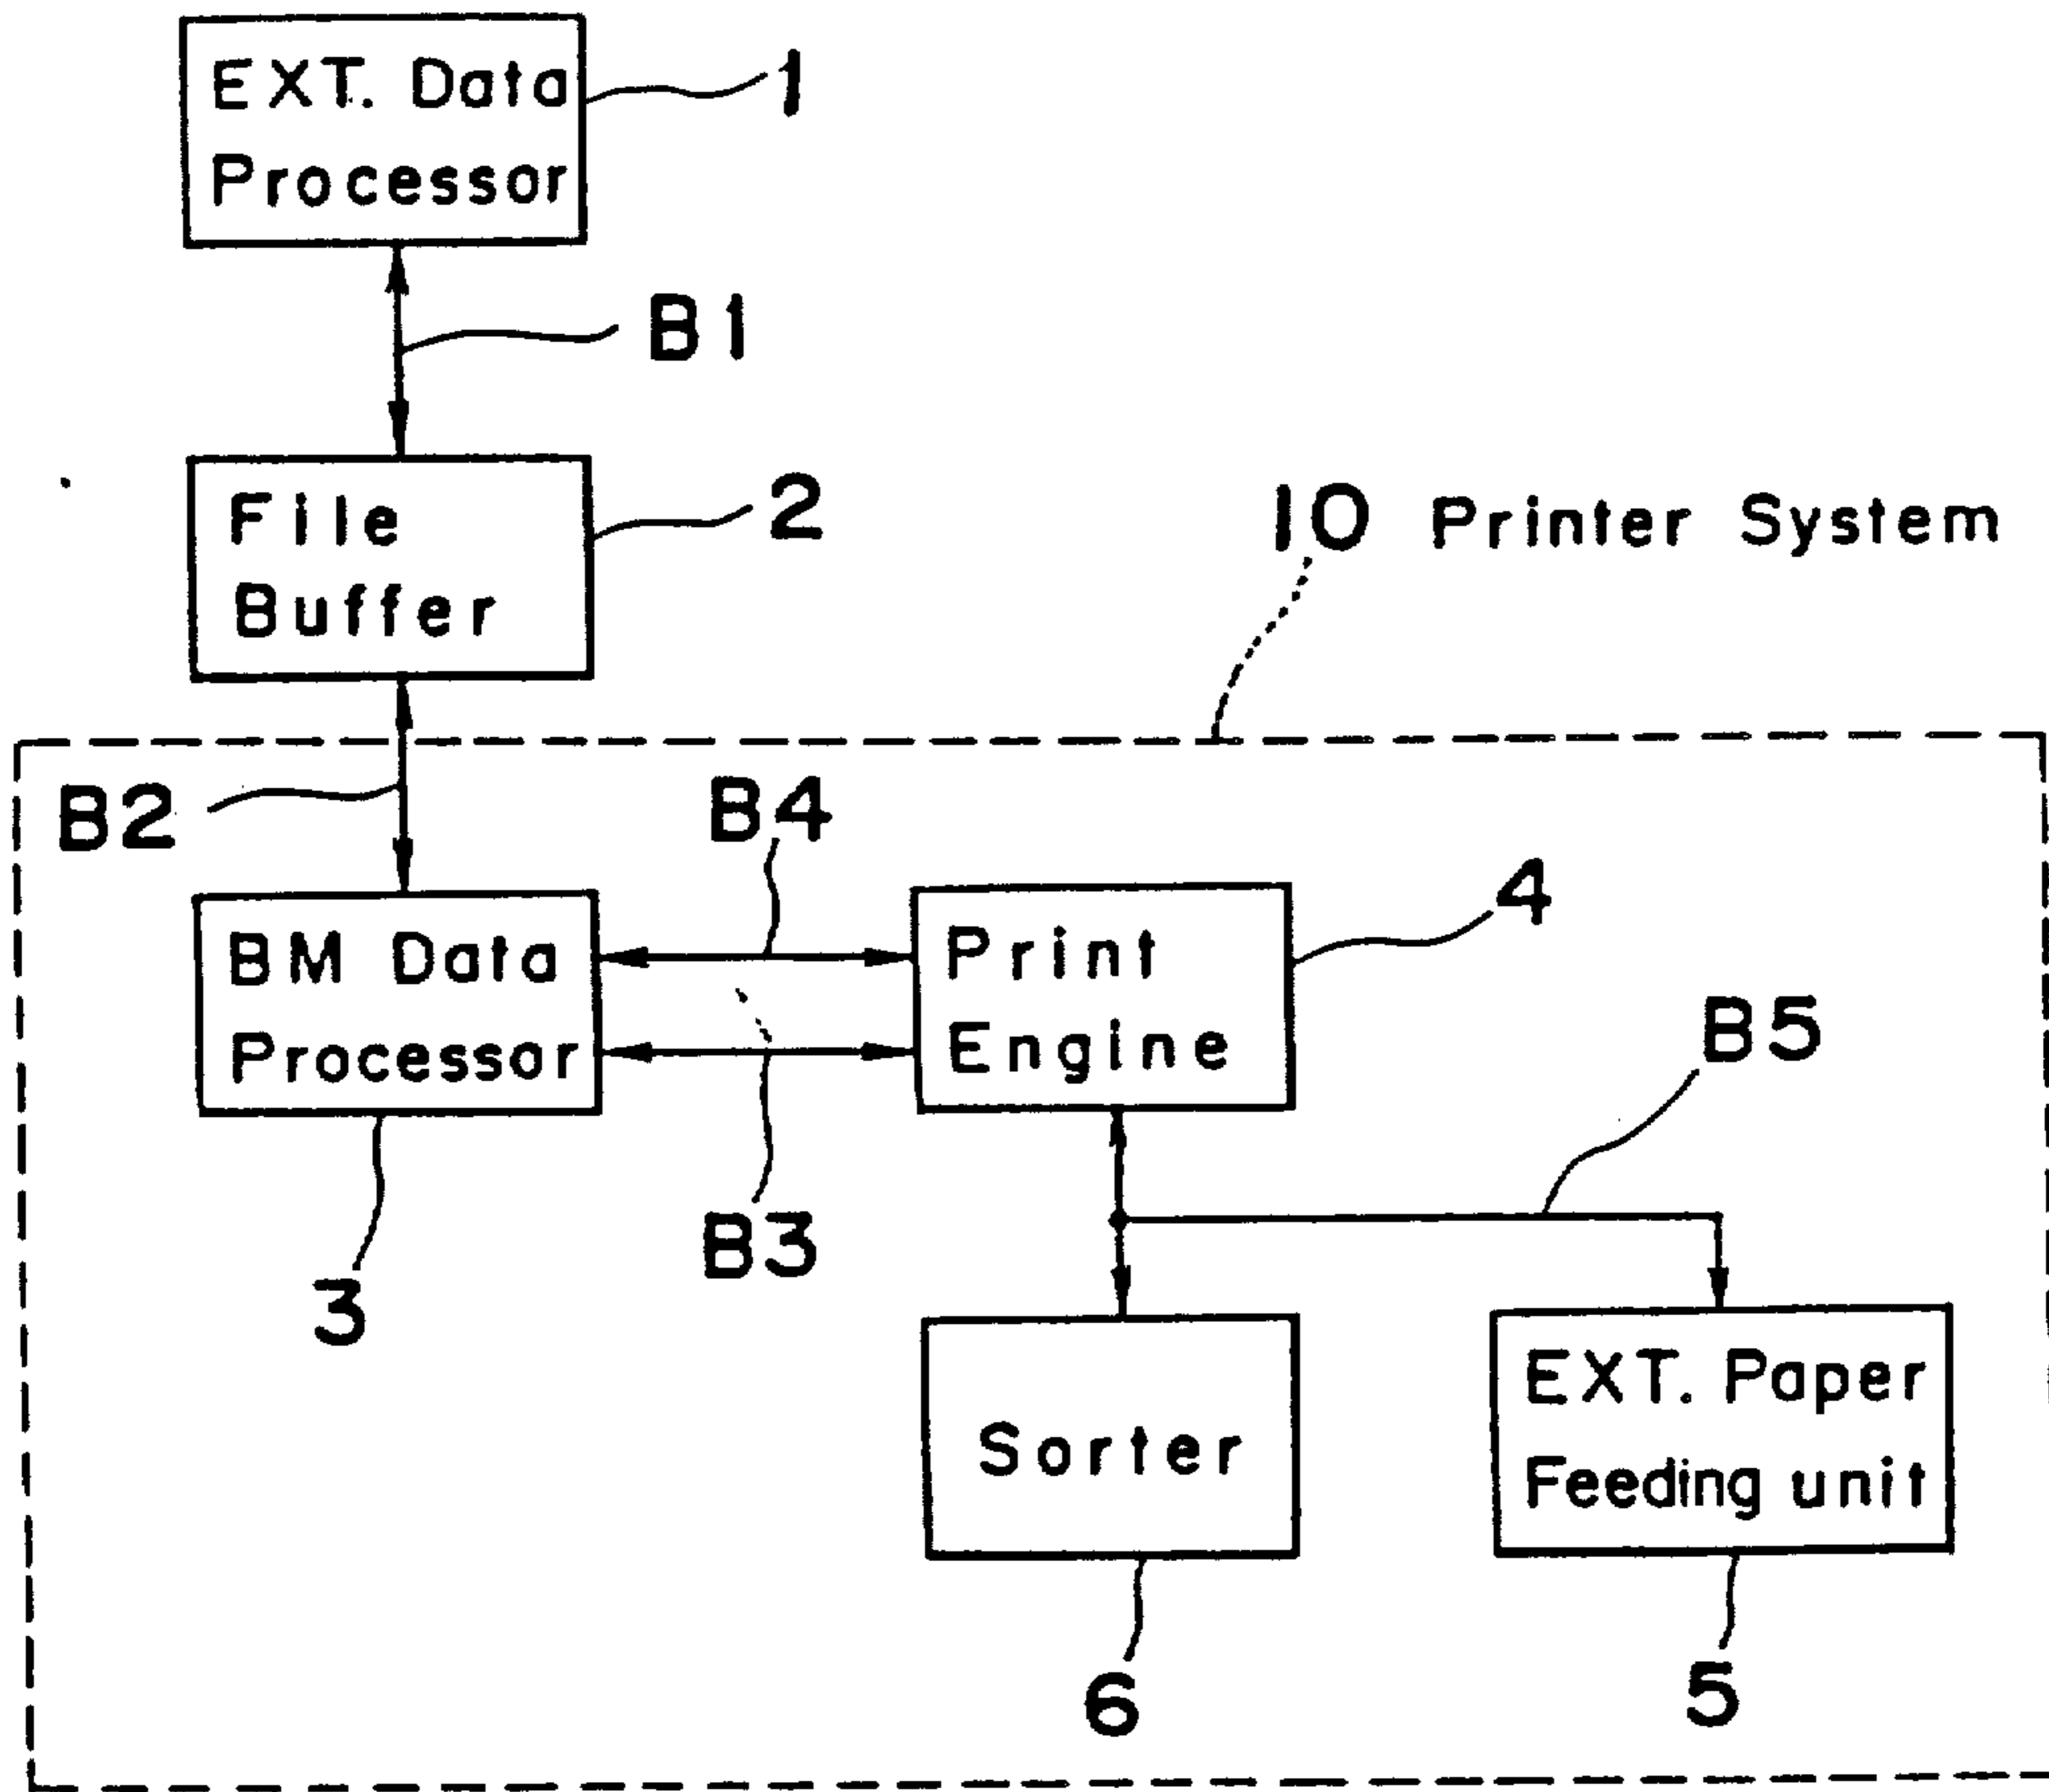 EXT. Data
Processor
1
B1
File
Buffer
2
10 Printer System
B2
B4
BM Data
Processor
Print
Engine
4
B5
B3
3
Sorter
EXT. Paper
Feeding unit
6
5